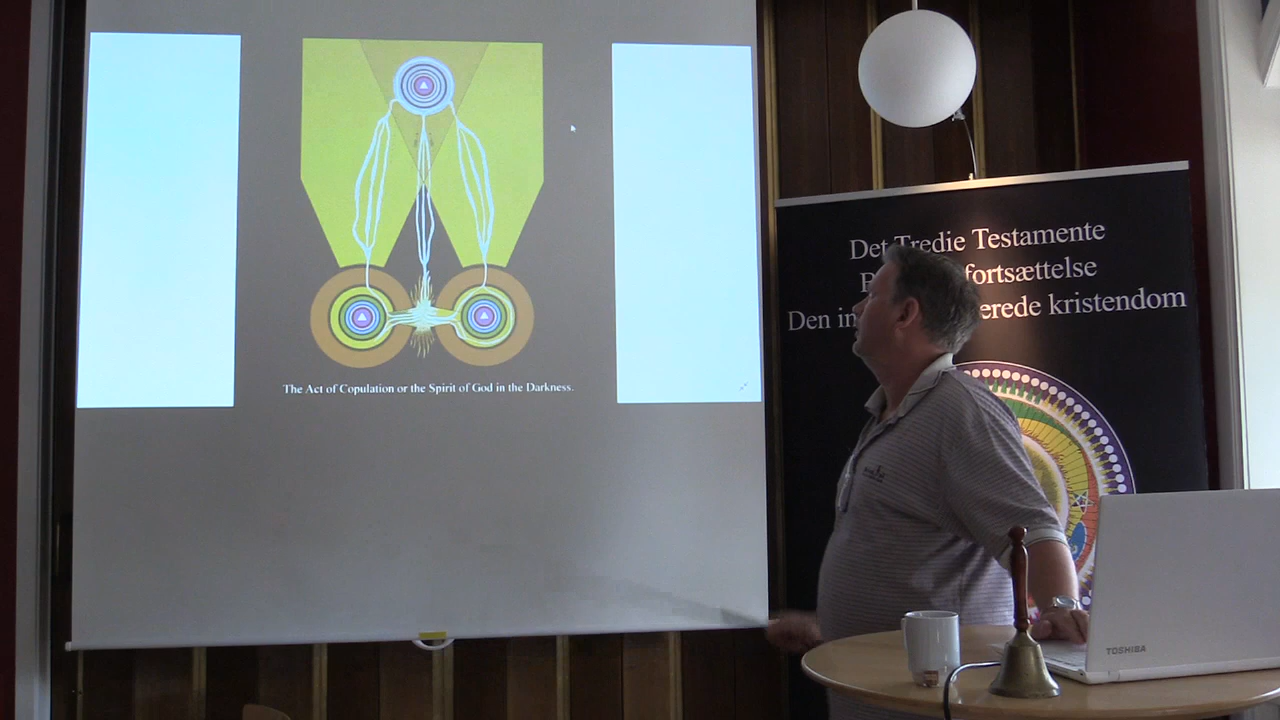 The Act of Copulation or the Spirit of God in the Darkness.
Det Tredie Testamente
fortsættelse
Den in erede kristendom
TOSHIBA